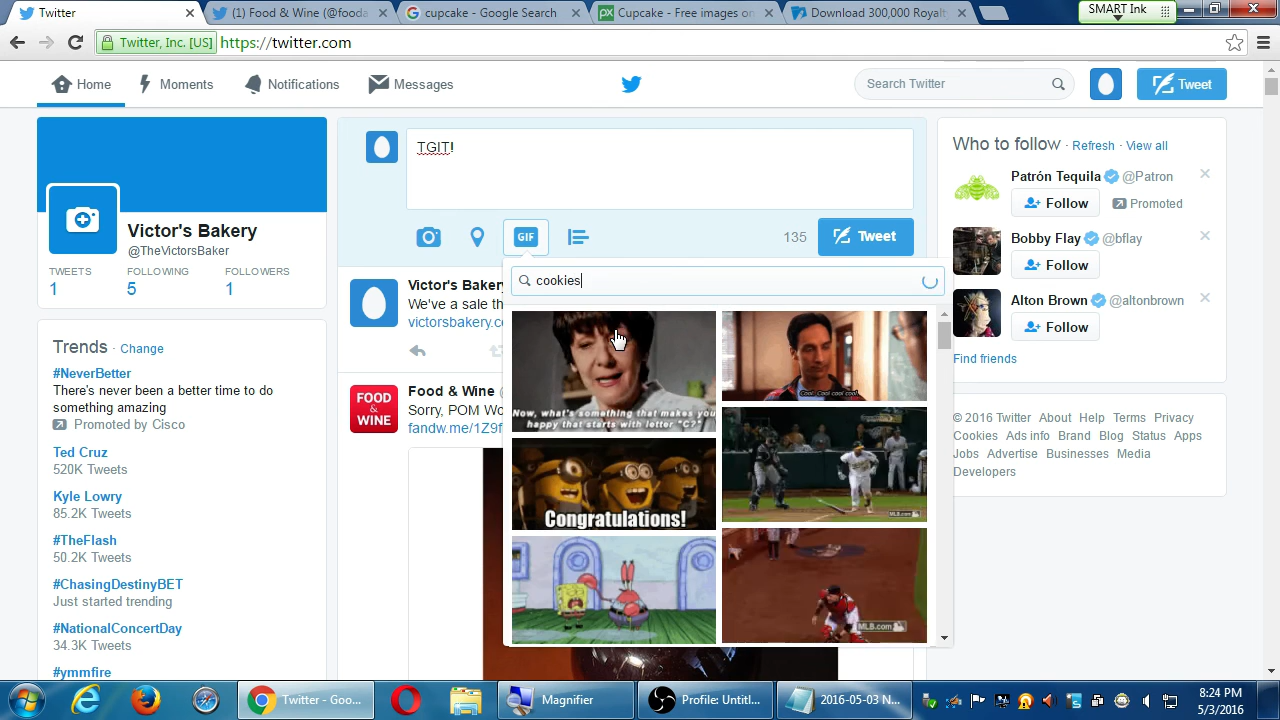 Twitter
(1) Food & Wine (@fooda
cupcake - Google Search
Cupcake - Free images on
Download 300,000 Royalt
SMART Ink
Twitter, Inc. [US]
https://twitter.com
Home
Moments
Notifications
Messages
Search Twitter
Tweet
Victor's Bakery
@TheVictorsBaker
TWEETS
FOLLOWING
FOLLOWERS
1
5
1
Trends · Change
#NeverBetter
There's never been a better time to do
something amazing
Promoted by Cisco
Ted Cruz
520K Tweets
Kyle Lowry
85.2K Tweets
#TheFlash
50.2K Tweets
#ChasingDestinyBET
Just started trending
#NationalConcertDay
34.3K Tweets
#ymmfire
TGIT!
GIF
135
Tweet
Victor's Bakery
We've a sale th
victorsbakery.c
FOOD
&
WINE
Food & Wine
Sorry, POM Wo
fandw.me/1Z9f
cookies
Now, what's something that makes you
happy that starts with letter "C?"
Cool. Cool cool cool.
Congratulations!
MLB.com
MLB.com
Who to follow · Refresh · View all
Patrón Tequila @Patron
Follow
Promoted
Bobby Flay @bflay
Follow
Alton Brown @altonbrown
Follow
Find friends
© 2016 Twitter About Help Terms Privacy
Cookies Ads info Brand Blog Status Apps
Jobs Advertise Businesses Media
Developers
Twitter - Goo...
Magnifier
Profile: Untitl...
2016-05-03 N...
8:24 PM
5/3/2016